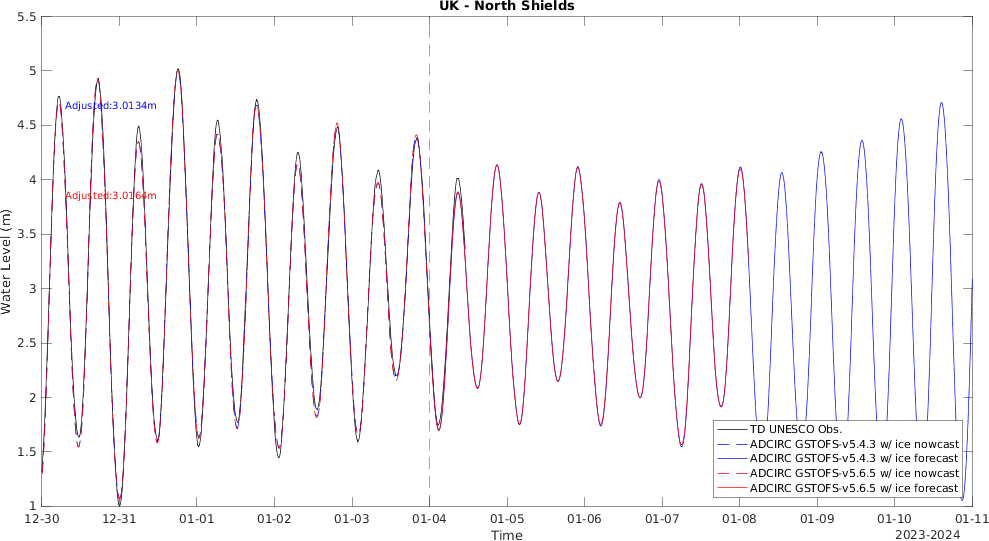 UK - North Shields
5.5
5
4.5
4
3.5
3
2.5
2
1.5
1
Water Level (m)
Adjusted:3.0134m
Adjusted:3.0164m
TD UNESCO Obs.
ADCIRC GSTOFS-v5.4.3 w/ ice nowcast
ADCIRC GSTOFS-v5.4.3 w/ ice forecast
ADCIRC GSTOFS-v5.6.5 w/ ice nowcast
ADCIRC GSTOFS-v5.6.5 w/ ice forecast
12-30 12-31 01-01 01-02 01-03 01-04 01-05 01-06 01-07 01-08 01-09 01-10 01-11
Time
2023-2024